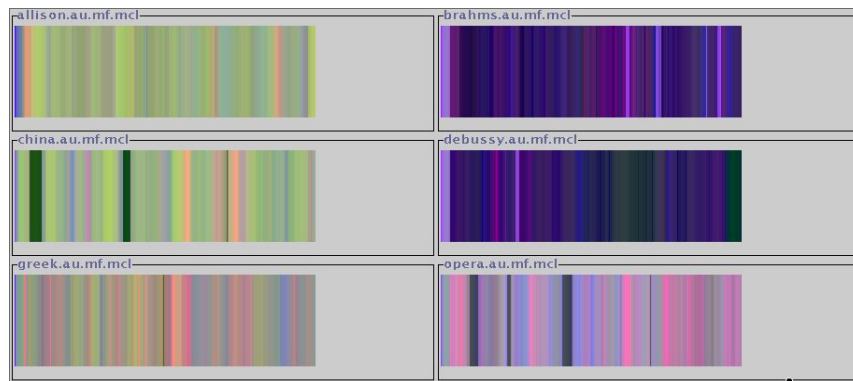 allison.au.mf.mcl
brahms.au.mf.mcl
china.au.mf.mcl
debussy.au.mf.mcl
greek.au.mf.mcl
opera.au.mf.mcl